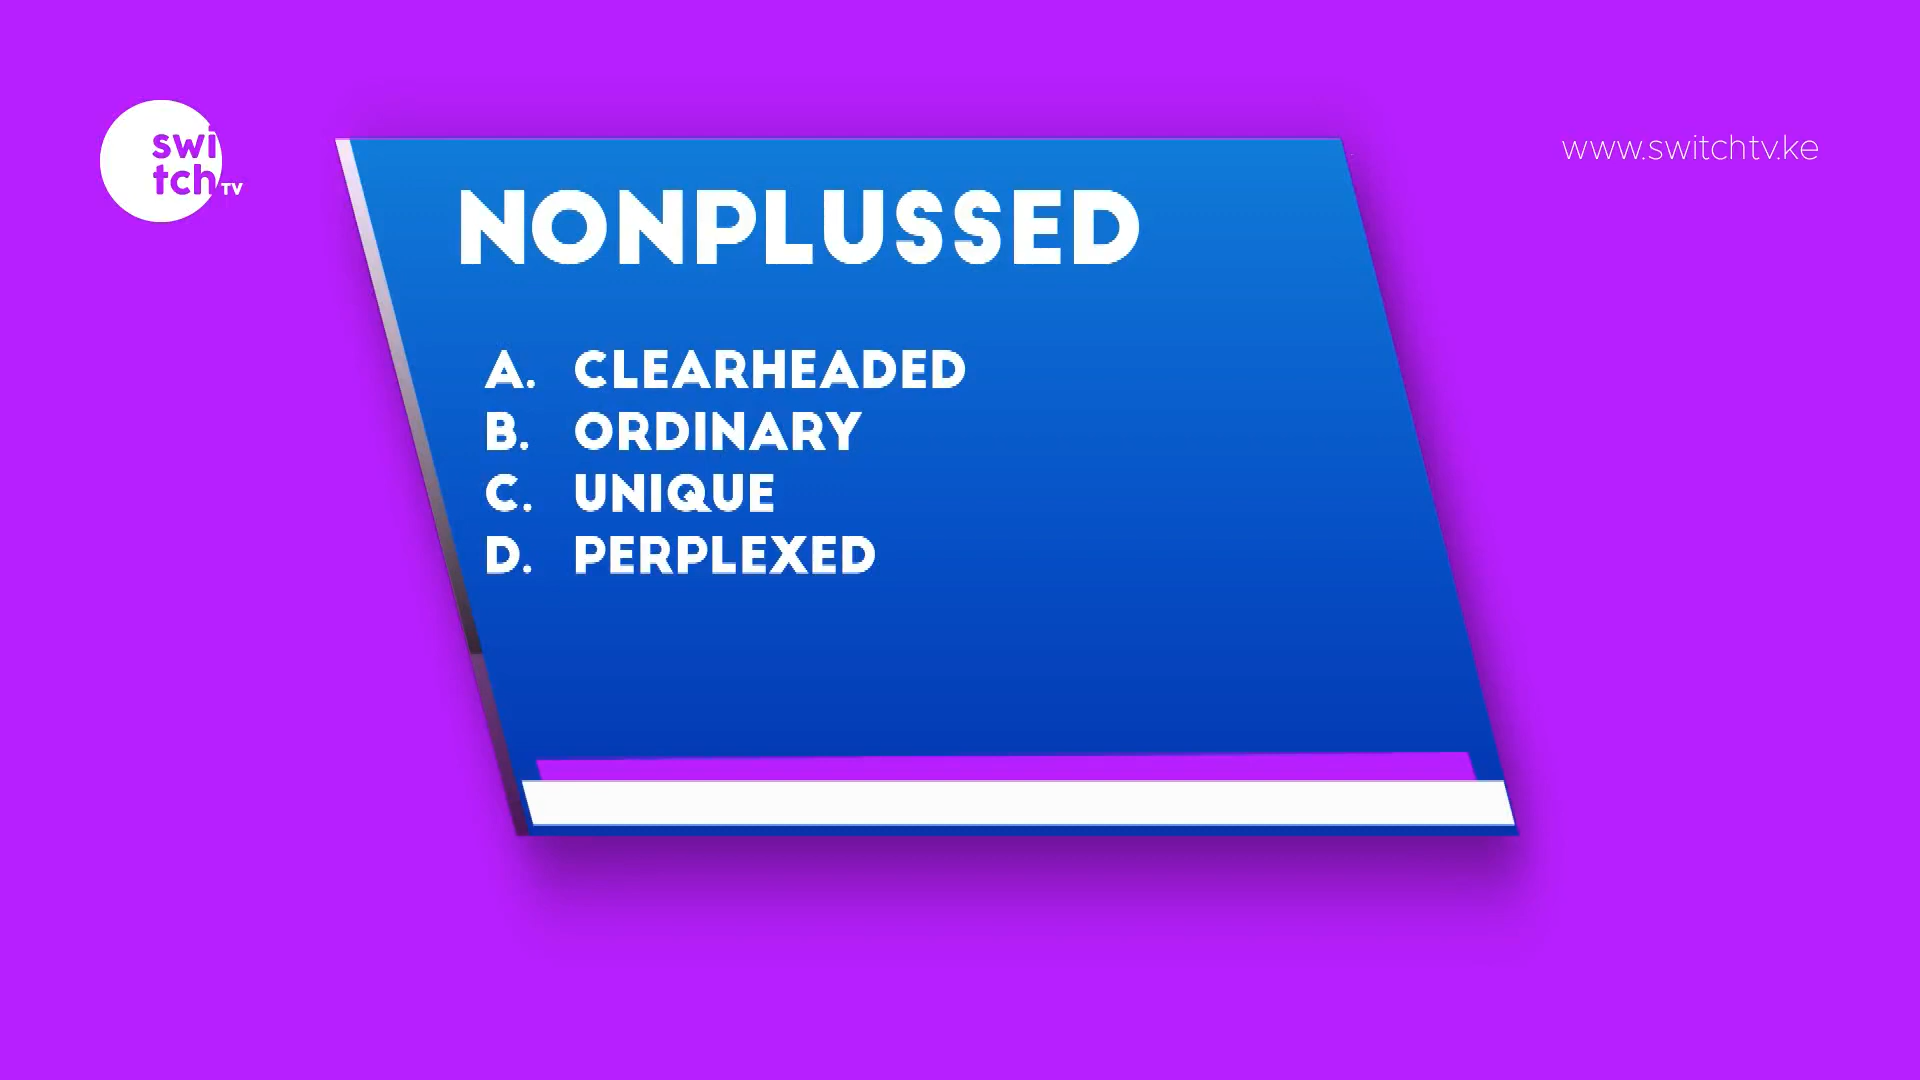 swi
tch TV
www.switchtv.ke
NONPLUSSED
A. CLEARHEADED
B. ORDINARY
C. UNIQUE
D. PERPLEXED